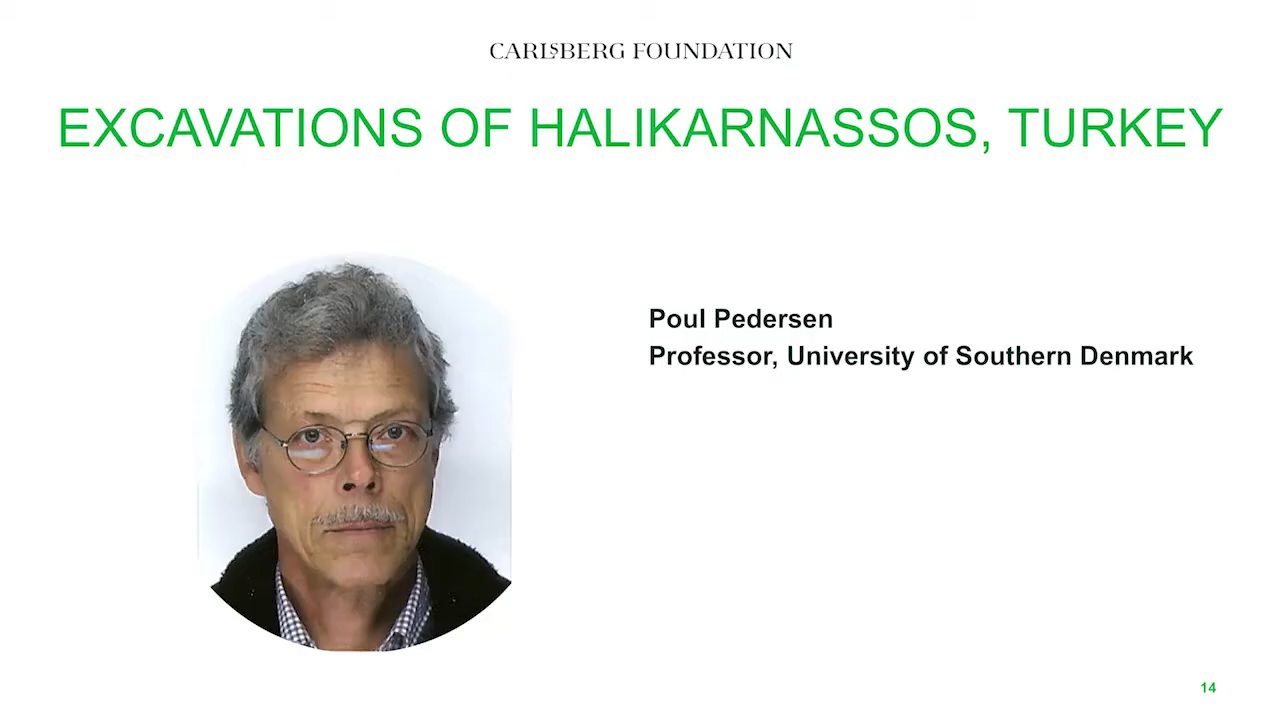 CARLSBERG FOUNDATION
EXCAVATIONS OF HALIKARNASSOS, TURKEY
Poul Pedersen
Professor, University of Southern Denmark
14